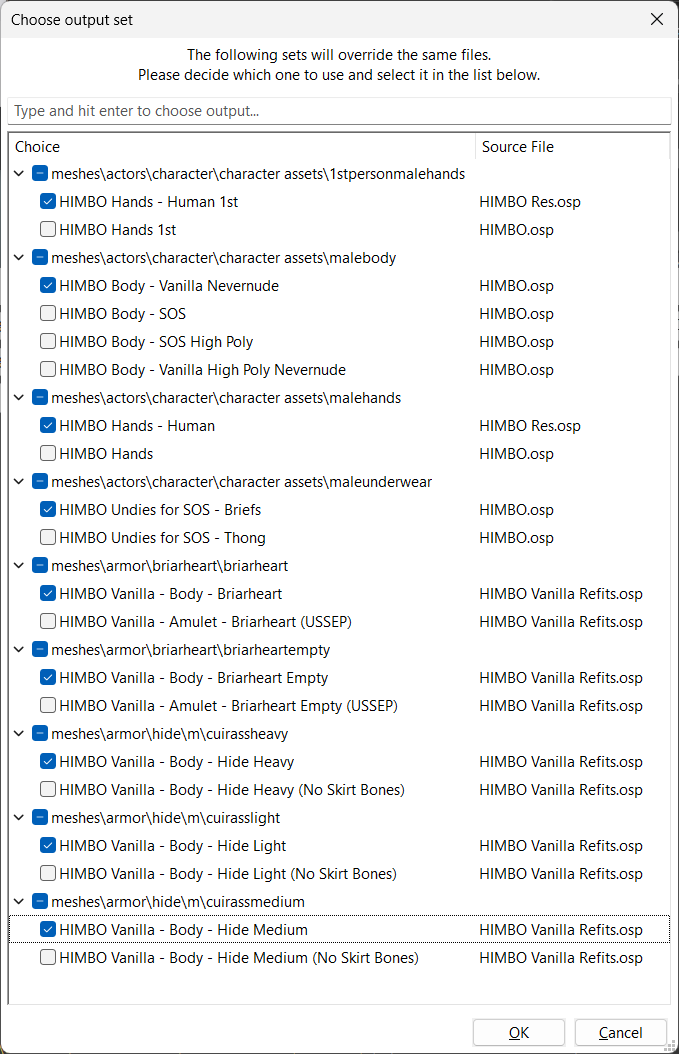 Choose output set
The following sets will override the same files.
Please decide which one to use and select it in the list below.
Type and hit enter to choose output...
Choice Source File
meshes\actors\character\character assets\1stpersonmalehands
HIMBO Hands - Human 1st HIMBO Res.osp
HIMBO Hands 1st HIMBO.osp
meshes\actors\character\character assets\malebody
HIMBO Body - Vanilla Nevernude HIMBO.osp
HIMBO Body - SOS HIMBO.osp
HIMBO Body - SOS High Poly HIMBO.osp
HIMBO Body - Vanilla High Poly Nevernude HIMBO.osp
meshes\actors\character\character assets\malehands
HIMBO Hands - Human HIMBO Res.osp
HIMBO Hands HIMBO.osp
meshes\actors\character\character assets\maleunderwear
HIMBO Undies for SOS - Briefs HIMBO.osp
HIMBO Undies for SOS - Thong HIMBO.osp
meshes\armor\briarheart\briarheart
HIMBO Vanilla - Body - Briarheart HIMBO Vanilla Refits.osp
HIMBO Vanilla - Amulet - Briarheart (USSEP) HIMBO Vanilla Refits.osp
meshes\armor\briarheart\briarheartempty
HIMBO Vanilla - Body - Briarheart Empty HIMBO Vanilla Refits.osp
HIMBO Vanilla - Amulet - Briarheart Empty (USSEP) HIMBO Vanilla Refits.osp
meshes\armor\hide\m\cuirassheavy
HIMBO Vanilla - Body - Hide Heavy HIMBO Vanilla Refits.osp
HIMBO Vanilla - Body - Hide Heavy (No Skirt Bones) HIMBO Vanilla Refits.osp
meshes\armor\hide\m\cuirasslight
HIMBO Vanilla - Body - Hide Light HIMBO Vanilla Refits.osp
HIMBO Vanilla - Body - Hide Light (No Skirt Bones) HIMBO Vanilla Refits.osp
meshes\armor\hide\m\cuirassmedium
HIMBO Vanilla - Body - Hide Medium HIMBO Vanilla Refits.osp
HIMBO Vanilla - Body - Hide Medium (No Skirt Bones) HIMBO Vanilla Refits.osp
OK Cancel